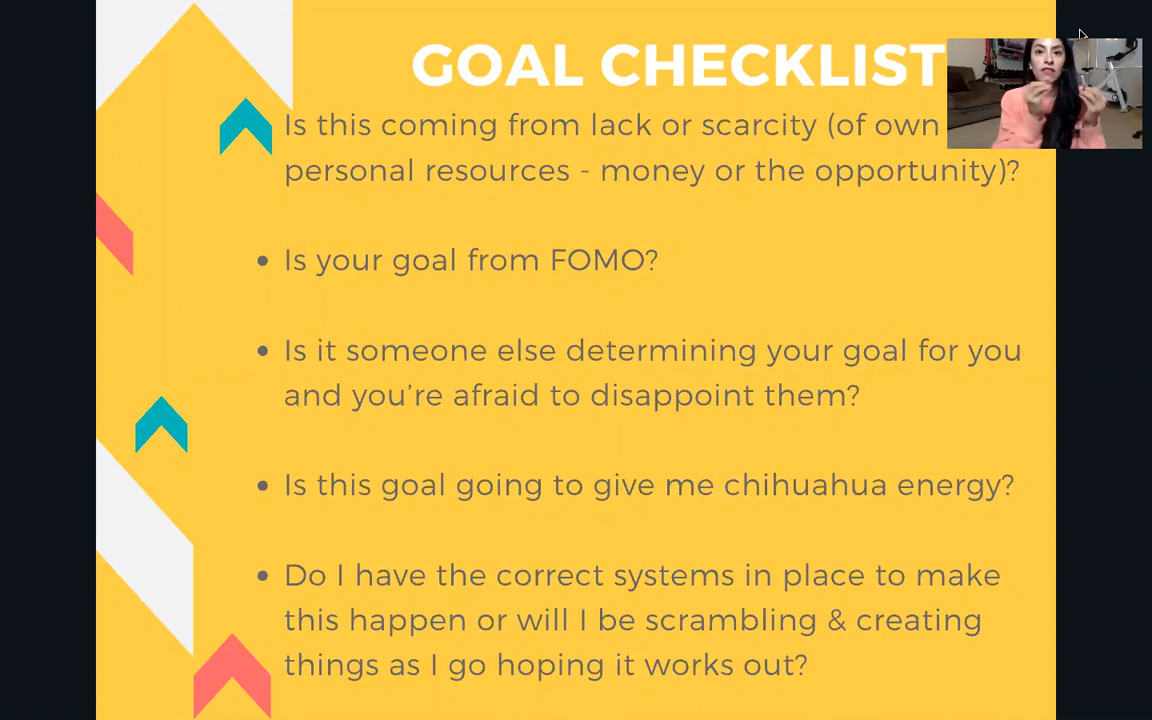 GOAL CHECKLIST
Is this coming from lack or scarcity (of own
personal resources - money or the opportunity)?
• Is your goal from FOMO?
• Is it someone else determining your goal for you
and you’re afraid to disappoint them?
• Is this goal going to give me chihuahua energy?
• Do I have the correct systems in place to make
this happen or will I be scrambling & creating
things as I go hoping it works out?